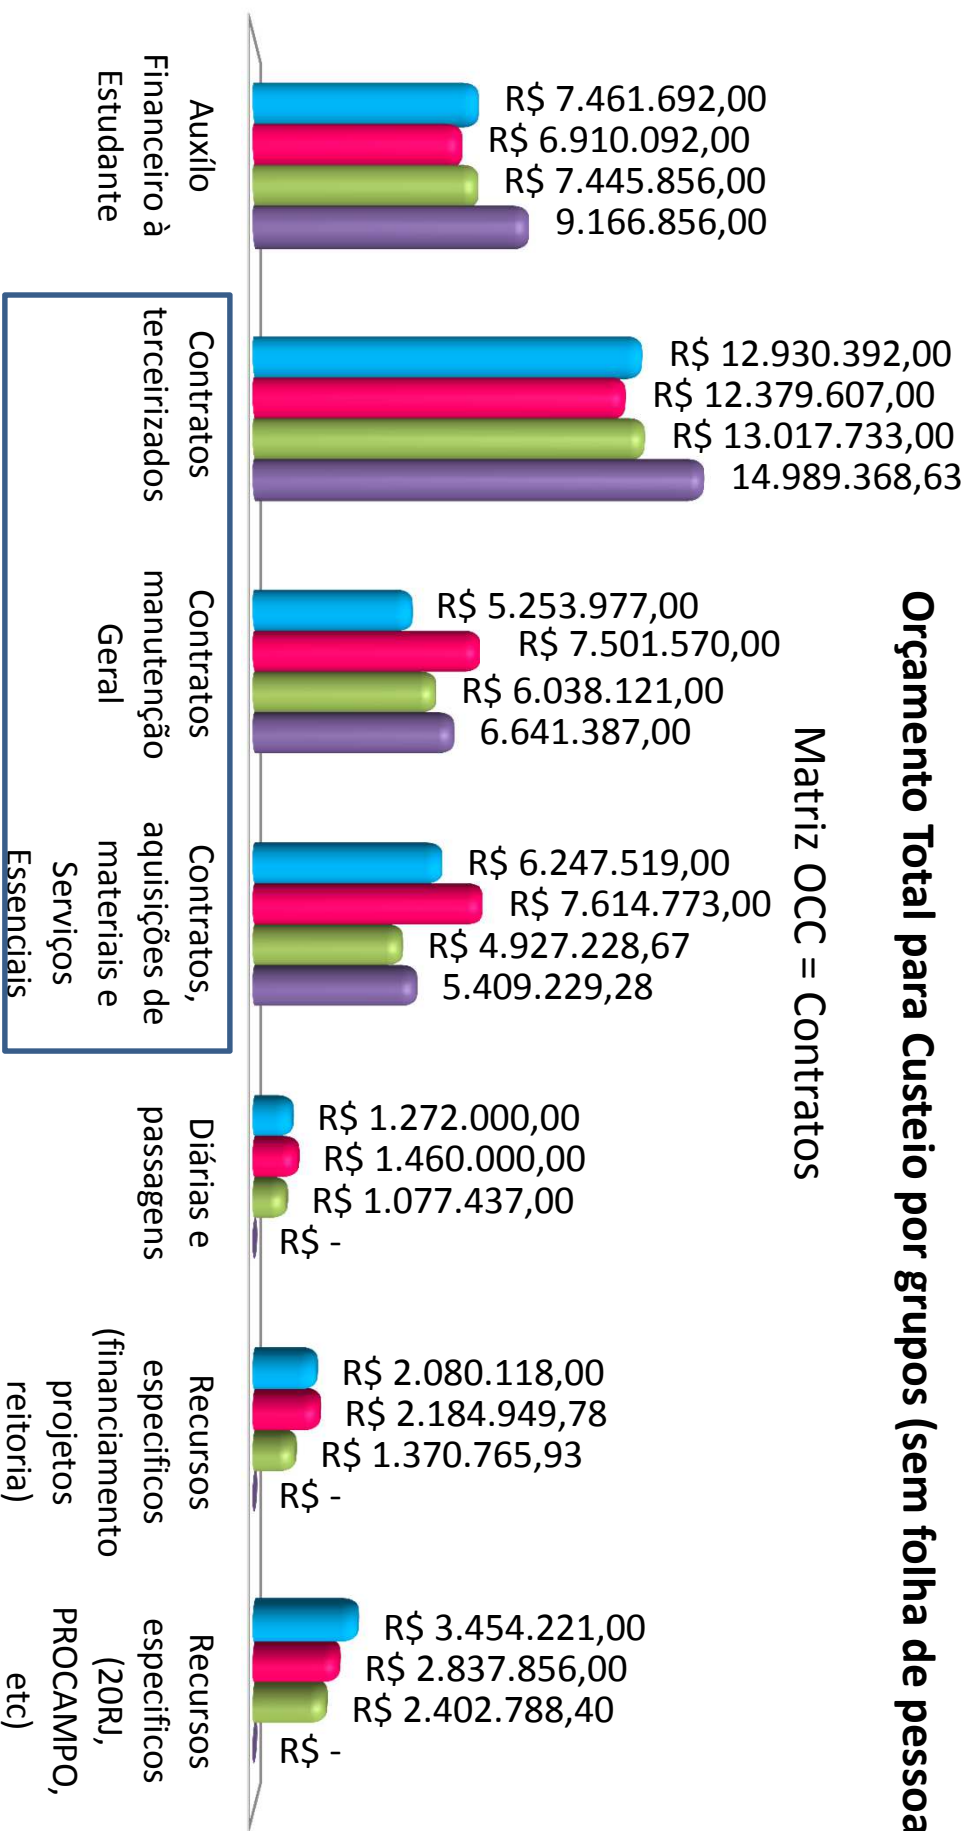 Orçamento Total para Custeio por grupos (sem folha de pessoa
Matriz OCC = Contratos
R$ 7.461.692,00
R$ 6.910.092,00
R$ 7.445.856,00
9.166.856,00
R$ 12.930.392,00
R$ 12.379.607,00
R$ 13.017.733,00
14.989.368,63
R$ 5.253.977,00
R$ 7.501.570,00
R$ 6.038.121,00
6.641.387,00
R$ 6.247.519,00
R$ 7.614.773,00
R$ 4.927.228,67
5.409.229,28
R$ 1.272.000,00
R$ 1.460.000,00
R$ 1.077.437,00
R$ -
R$ 2.080.118,00
R$ 2.184.949,78
R$ 1.370.765,93
R$ -
R$ 3.454.221,00
R$ 2.837.856,00
R$ 2.402.788,40
R$ -
Auxílo
Financeiro à
Estudante
Contratos
terceirizados
Contratos
manutenção
Geral
Contratos,
aquisições de
materiais e
Serviços
Essenciais
Diárias e
passagens
Recursos
especificos
(financiamento
projetos
reitoria)
Recursos
especificos
(20RJ,
PROCAMPO,
etc)